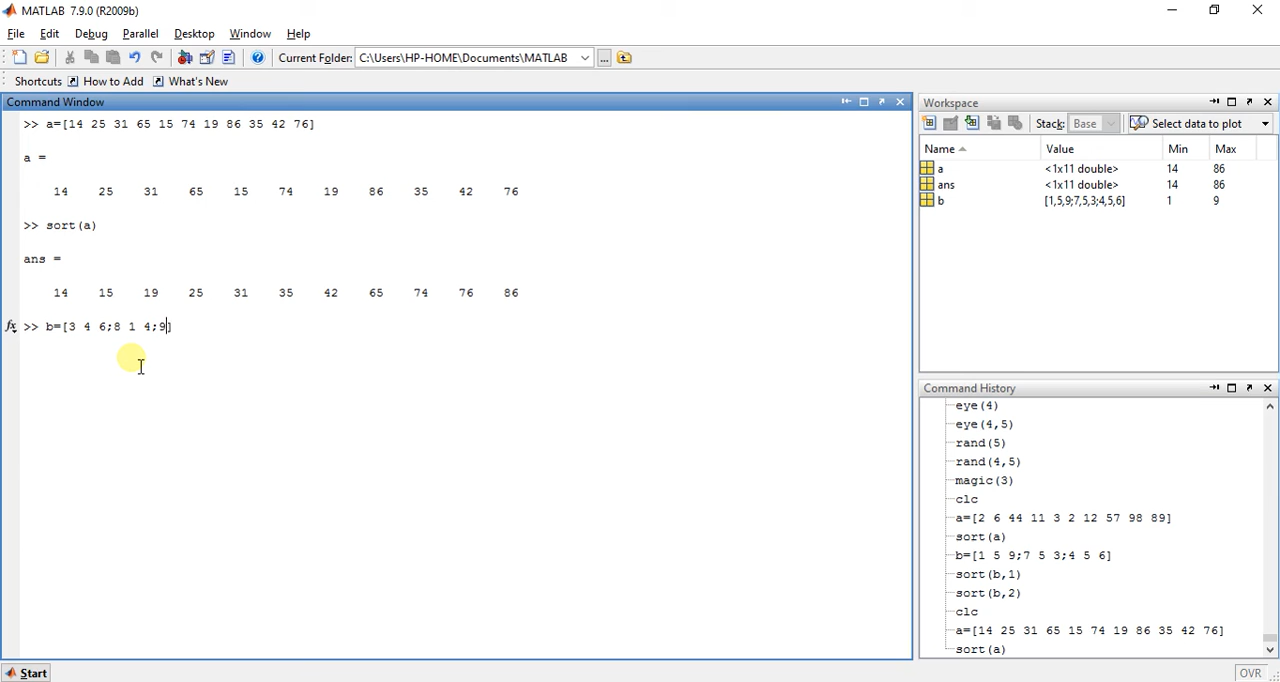 MATLAB 7.9.0 (R2009b)
File Edit Debug Parallel Desktop Window Help
Current Folder: C:\Users\HP-HOME\Documents\MATLAB ...
Shortcuts How to Add What's New
Command Window
>> a=[14 25 31 65 15 74 19 86 35 42 76]
a =
14 25 31 65 15 74 19 86 35 42 76
>> sort(a)
ans =
14 15 19 25 31 35 42 65 74 76 86
fx >> b=[3 4 6;8 1 4;9]
Workspace
Stack: Base Select data to plot
Name Value Min Max
a <1x11 double> 14 86
ans <1x11 double> 14 86
b [1,5,9;7,5,3;4,5,6] 1 9
Command History
eye(4)
eye(4,5)
rand(5)
rand(4,5)
magic(3)
clc
a=[2 6 44 11 3 2 12 57 98 89]
sort(a)
b=[1 5 9;7 5 3;4 5 6]
sort(b,1)
sort(b,2)
clc
a=[14 25 31 65 15 74 19 86 35 42 76]
sort(a)
Start
OVR